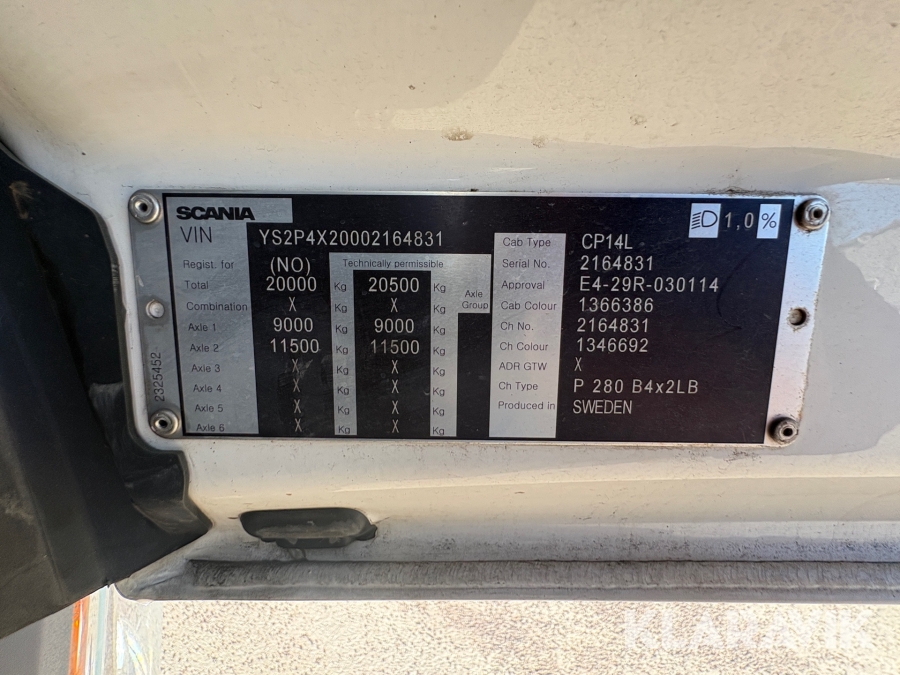 SCANIA 1,0 %
VIN YS2P4X20002164831 Cab Type CP14L
Regist. for (NO) Technically permissible Serial No. 2164831
Total 20000 Kg 20500 Kg Axle Group Approval E4-29R-030114
Combination X Kg X Kg Cab Colour 1366386
Axle 1 9000 Kg 9000 Kg Ch No. 2164831
Axle 2 11500 Kg 11500 Kg Ch Colour 1346692
Axle 3 X Kg X Kg ADR GTW X
Axle 4 X Kg X Kg Ch Type P 280 B4x2LB
Axle 5 X Kg X Kg Produced in SWEDEN
Axle 6 X Kg X Kg
2325452
KLARAVIK